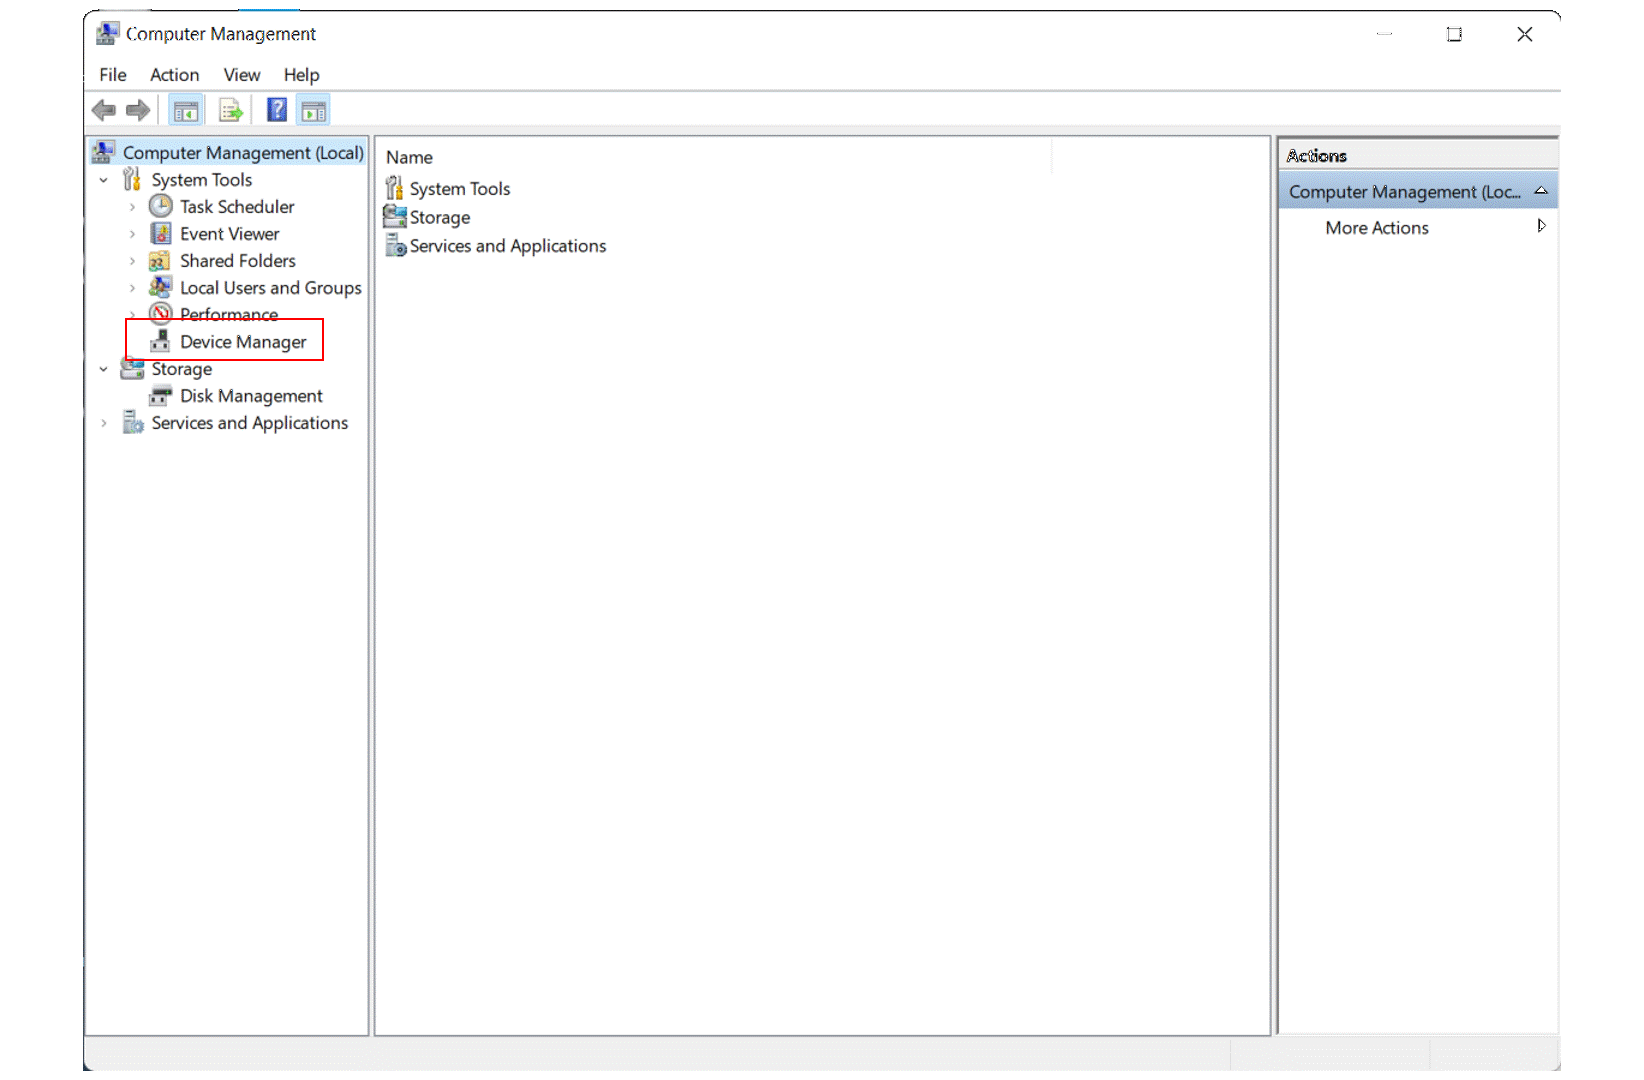 Computer Management
File Action View Help
Computer Management (Local)
System Tools
Task Scheduler
Event Viewer
Shared Folders
Local Users and Groups
Performance
Device Manager
Storage
Disk Management
Services and Applications
Name
System Tools
Storage
Services and Applications
Actions
Computer Management (Loc...
More Actions